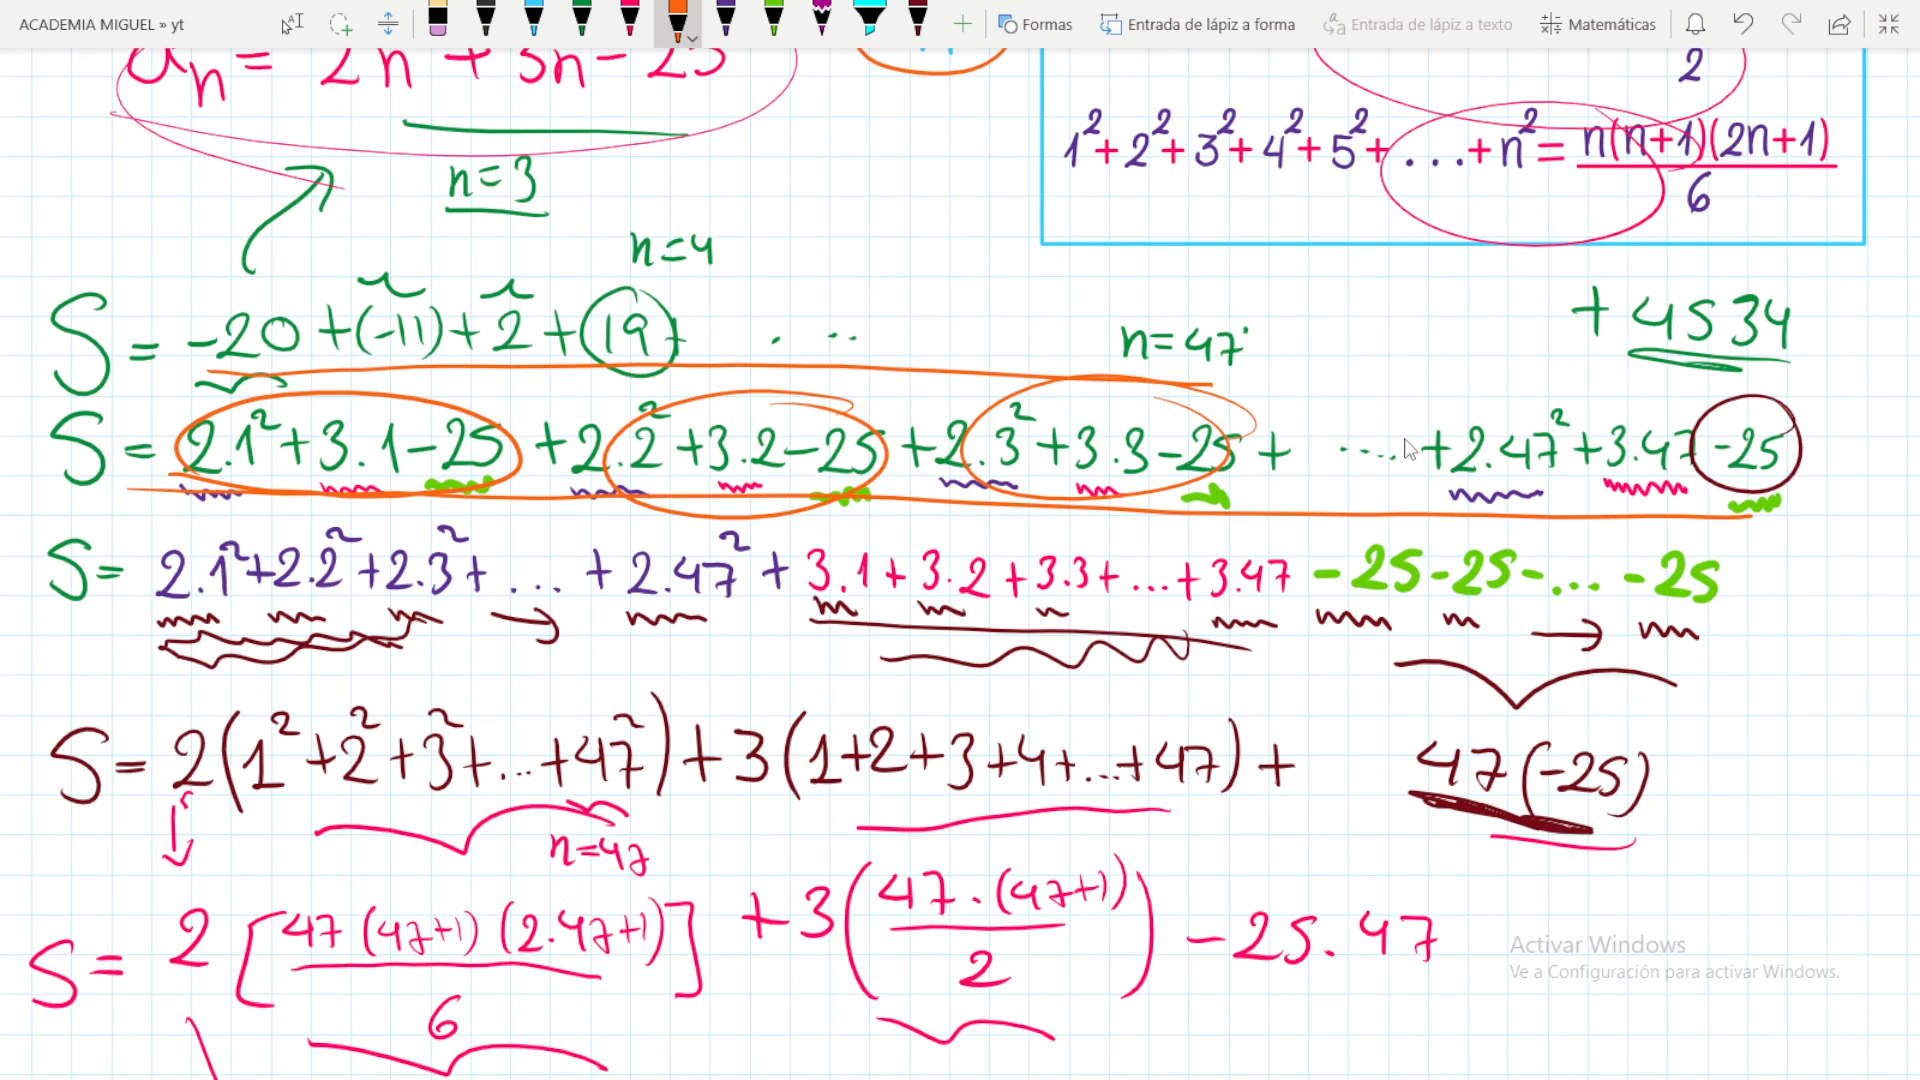 ACADEMIA MIGUEL » yt
Formas
Entrada de lápiz a forma
Entrada de lápiz a texto
Matemáticas
aₙ = 2n + 3n - 25
2
1² + 2² + 3² + 4² + 5² + ... + n² = n(n+1)(2n+1) / 6
n=3
n=4
S = -20 + (-11) + 2 + 19 + ...
n=47
+ 4534
S = 2.1² + 3.1 - 25 + 2.2² + 3.2 - 25 + 2.3² + 3.3 - 25 + ..... + 2.47² + 3.47 - 25
S = 2.1² + 2.2² + 2.3² + ... + 2.47² + 3.1 + 3.2 + 3.3 + ... + 3.47 - 25 - 25 - ... - 25
S = 2(1² + 2² + 3² + ... + 47²) + 3(1+2+3+4+...+47) + 47(-25)
n=47
S = 2[47(47+1)(2.47+1) / 6] + 3(47.(47+1) / 2) - 25.47
Activar Windows
Ve a Configuración para activar Windows.